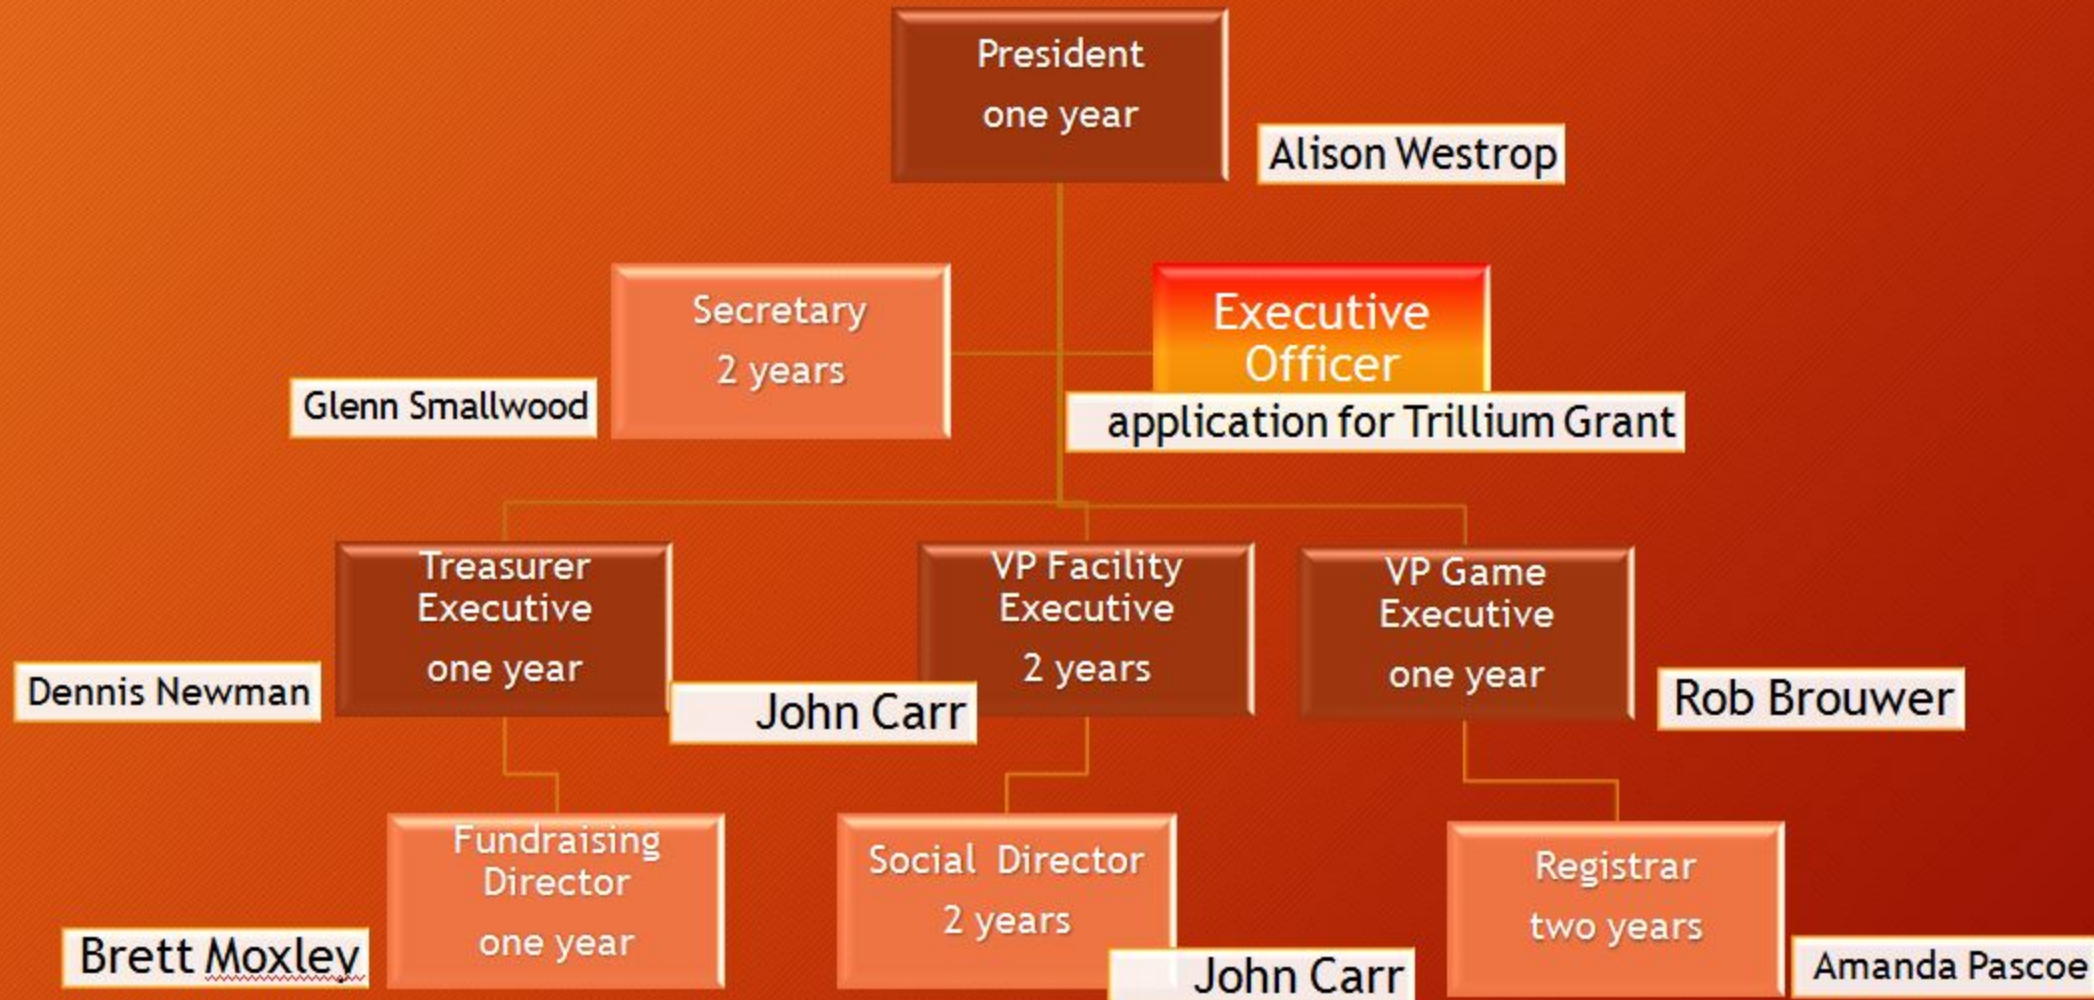 President
one year
Alison Westrop
Secretary
2 years
Glenn Smallwood
Executive
Officer
application for Trillium Grant
Treasurer
Executive
one year
Dennis Newman
VP Facility
Executive
2 years
John Carr
VP Game
Executive
one year
Rob Brouwer
Fundraising
Director
one year
Brett Moxley
Social Director
2 years
John Carr
Registrar
two years
Amanda Pascoe